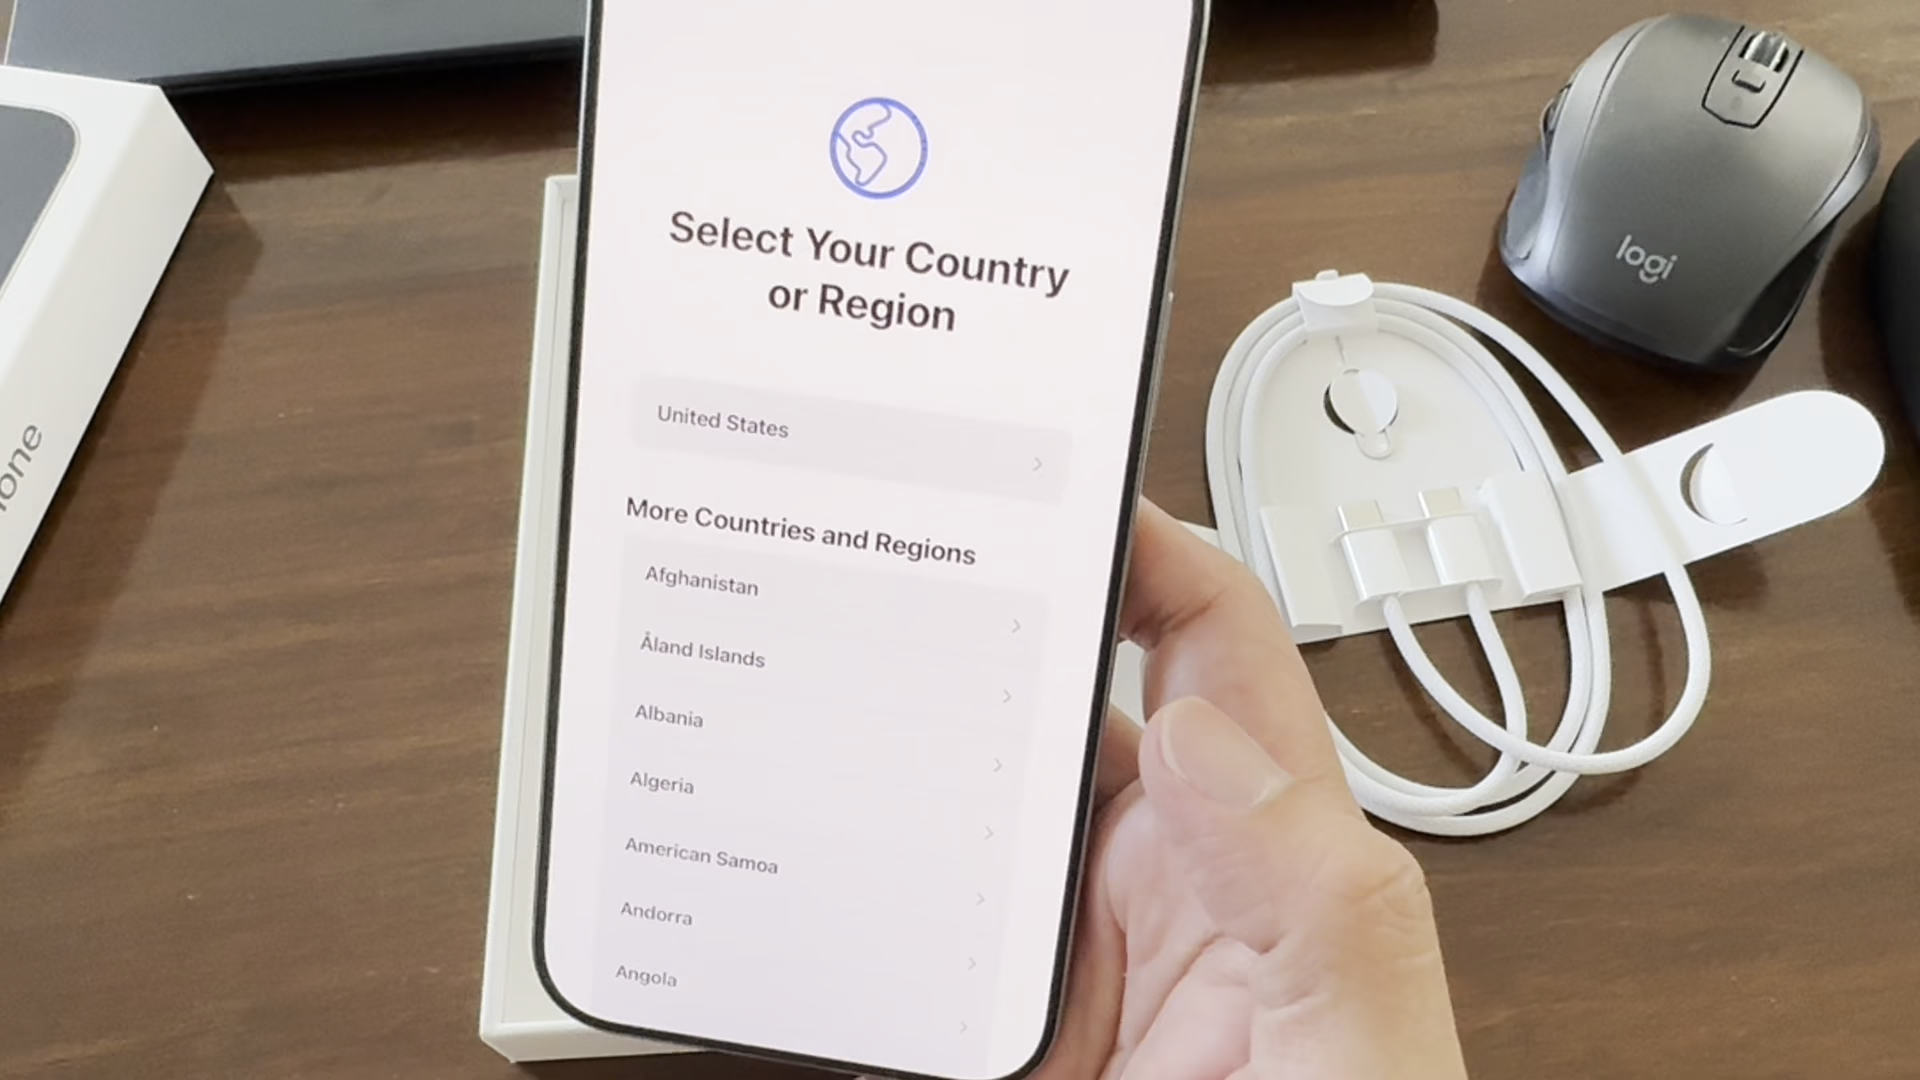 Select Your Country
or Region
United States
More Countries and Regions
Afghanistan
Åland Islands
Albania
Algeria
American Samoa
Andorra
Angola
logi